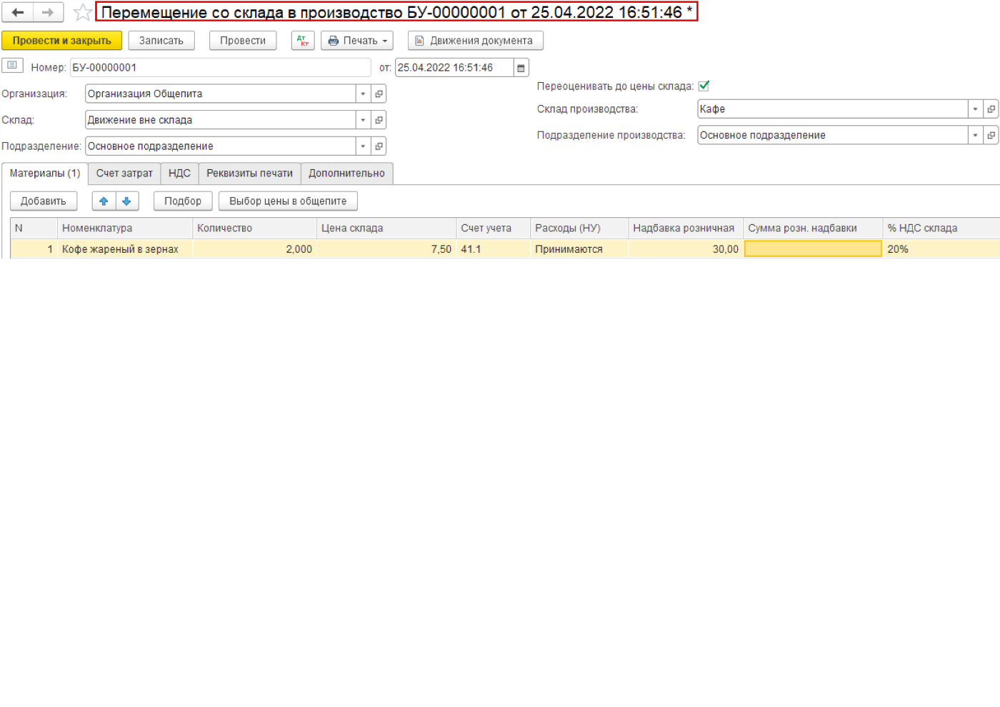 Перемещение со склада в производство БУ-00000001 от 25.04.2022 16:51:46 *
Провести и закрыть Записать Провести Дт Кт Печать Движения документа
Номер: БУ-00000001 от: 25.04.2022 16:51:46
Переоценивать до цены склада:
Организация: Организация Общепита
Склад производства: Кафе
Склад: Движение вне склада
Подразделение производства: Основное подразделение
Подразделение: Основное подразделение
Материалы (1) Счет затрат НДС Реквизиты печати Дополнительно
Добавить Подбор Выбор цены в общепите
N Номенклатура Количество Цена склада Счет учета Расходы (НУ) Надбавка розничная Сумма розн. надбавки % НДС склада
1 Кофе жареный в зернах 2,000 7,50 41.1 Принимаются 30,00 20%